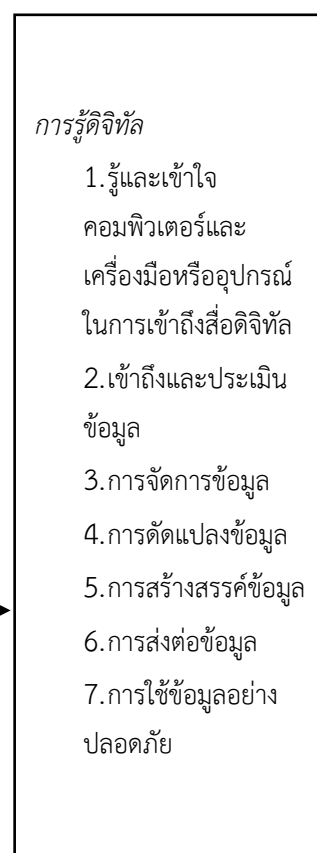 การรู้ดิจิทัล
1.รู้และเข้าใจ
คอมพิวเตอร์และ
เครื่องมือหรืออุปกรณ์
ในการเข้าถึงสื่อดิจิทัล
2.เข้าถึงและประเมิน
ข้อมูล
3.การจัดการข้อมูล
4.การดัดแปลงข้อมูล
5.การสร้างสรรค์ข้อมูล
6.การส่งต่อข้อมูล
7.การใช้ข้อมูลอย่าง
ปลอดภัย